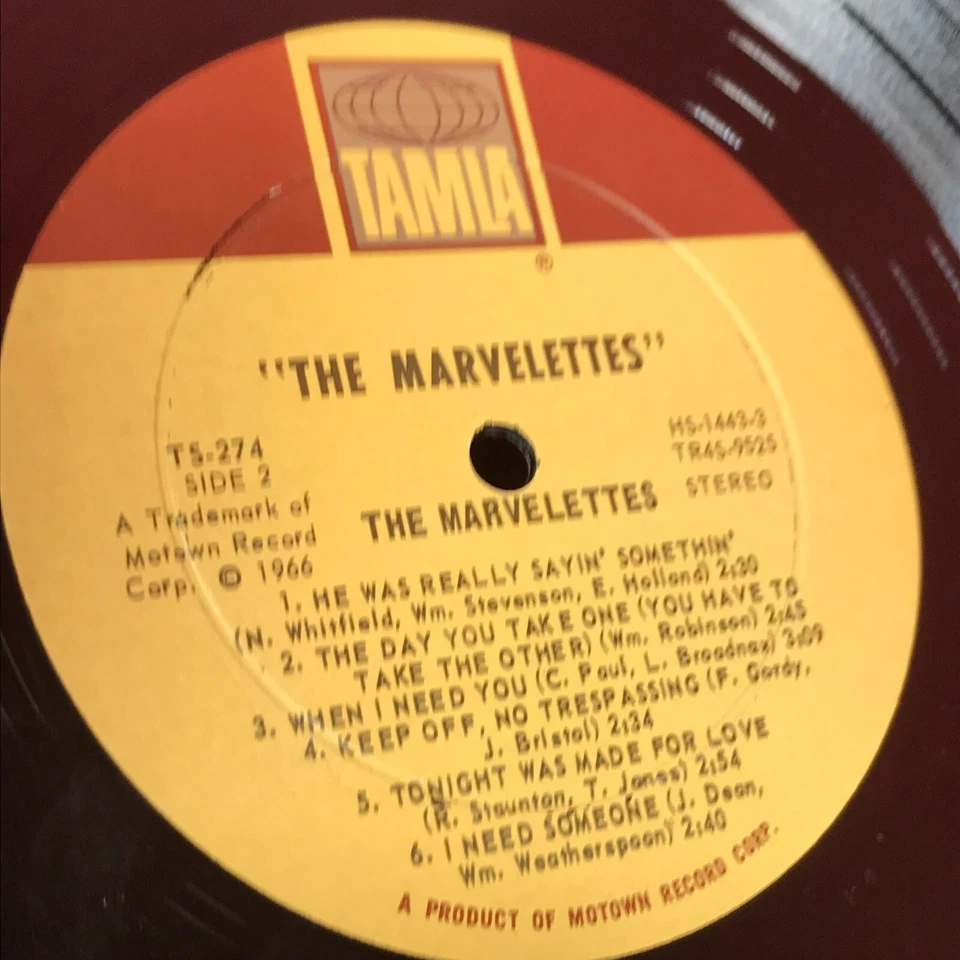 TAMLA
®
"THE MARVELETTES"
TS-274
SIDE 2
A Trademark of
Motown Record
Corp. © 1966
HS-1443-3
TR4S-9525
STEREO
THE MARVELETTES
1. HE WAS REALLY SAYIN' SOMETHIN'
(N. Whitfield, Wm. Stevenson, E. Holland) 2:30
2. THE DAY YOU TAKE ONE (YOU HAVE TO
TAKE THE OTHER) (Wm. Robinson) 2:45
3. WHEN I NEED YOU (C. Paul, L. Broadnax) 3:09
4. KEEP OFF, NO TRESPASSING (F. Gordy,
J. Bristol) 2:34
5. TONIGHT WAS MADE FOR LOVE
(R. Staunton, T. Jones) 2:54
6. I NEED SOMEONE (J. Dean,
Wm. Weatherspoon) 2:40
A PRODUCT OF MOTOWN RECORD CORP.